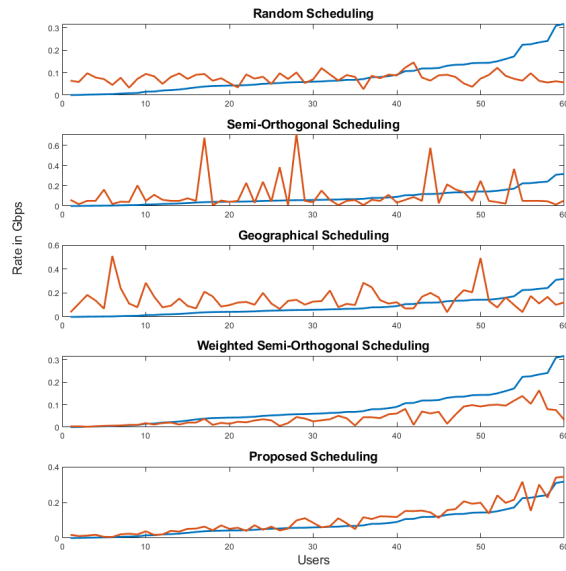 Random Scheduling
0.3
0.2
0.1
0
0 10 20 30 40 50 60
Semi-Orthogonal Scheduling
0.6
0.4
0.2
0
0 10 20 30 40 50 60
Rate in Gbps
Geographical Scheduling
0.6
0.4
0.2
0
0 10 20 30 40 50 60
Weighted Semi-Orthogonal Scheduling
0.3
0.2
0.1
0
0 10 20 30 40 50 60
Proposed Scheduling
0.4
0.2
0
0 10 20 30 40 50 60
Users